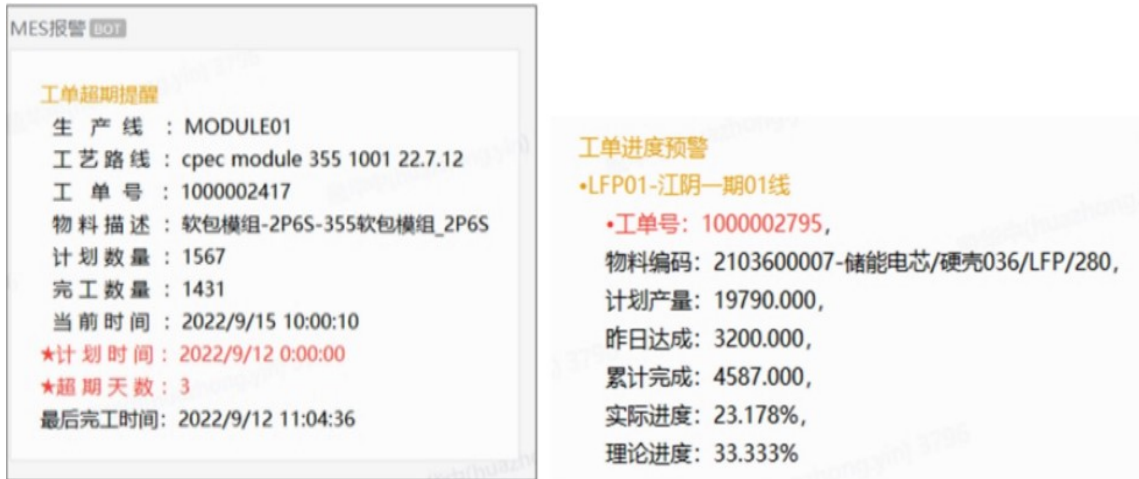 MES报警 BOT
工单超期提醒
生 产 线 : MODULE01
工艺路线 : cpec module 355 1001 22.7.12
工 单 号 : 1000002417
物料描述 : 软包模组-2P6S-355软包模组_2P6S
计划数量 : 1567
完工数量 : 1431
当前时间 : 2022/9/15 10:00:10
★计划时间 : 2022/9/12 0:00:00
★超期天数 : 3
最后完工时间: 2022/9/12 11:04:36
工单进度预警
•LFP01-江阴一期01线
•工单号: 1000002795,
物料编码: 2103600007-储能电芯/硬壳036/LFP/280,
计划产量: 19790.000,
昨日达成: 3200.000,
累计完成: 4587.000,
实际进度: 23.178%,
理论进度: 33.333%